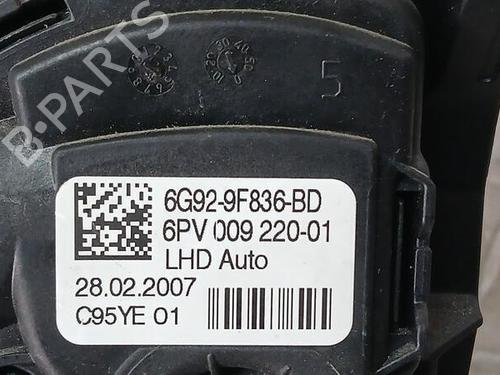 B-PARTS
5
6G92-9F836-BD
6PV 009 220-01
LHD Auto
28.02.2007
C95YE 01